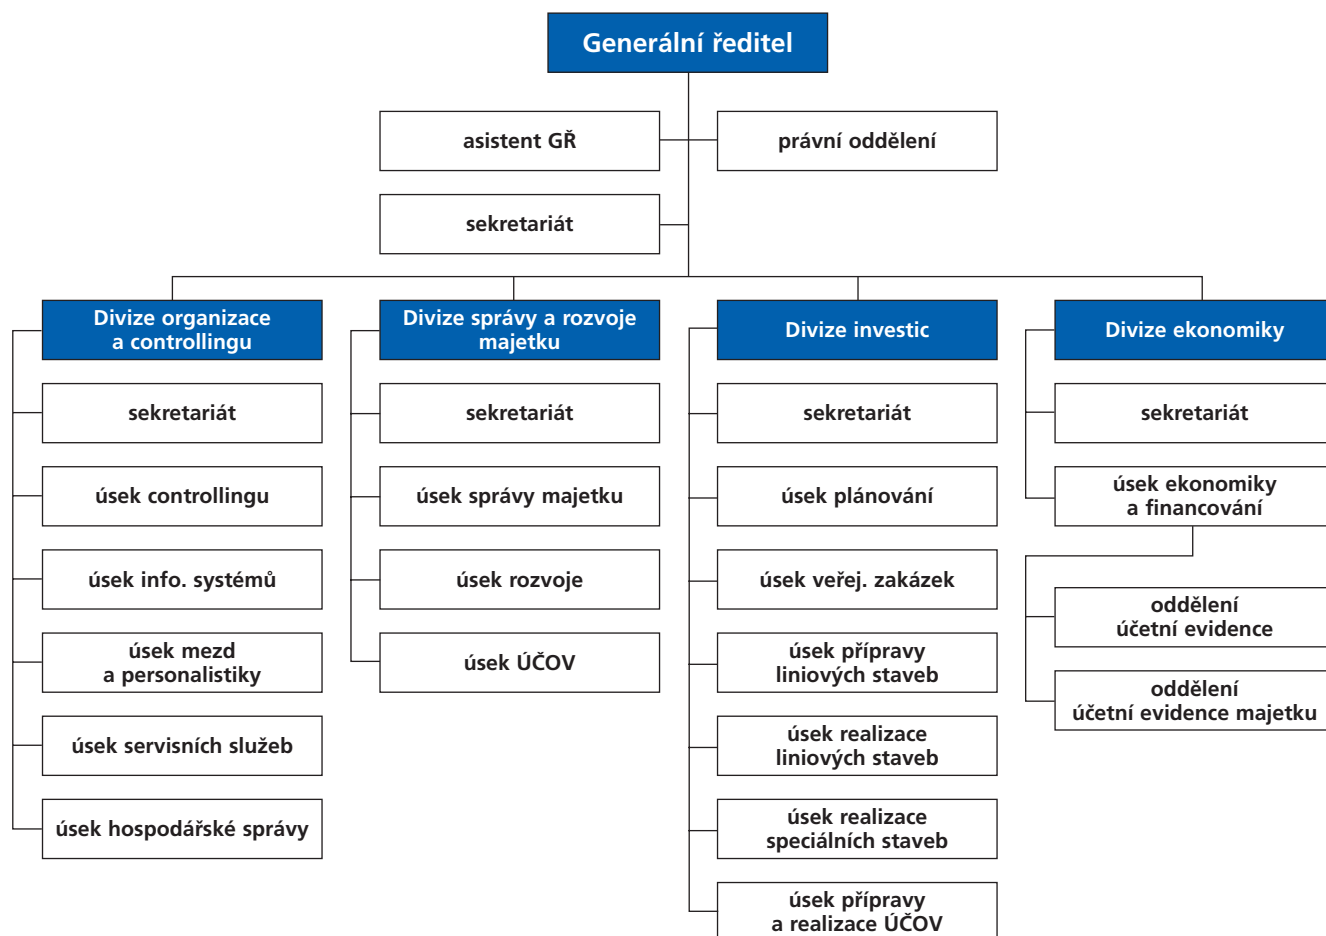 Generální ředitel
asistent GŘ
právní oddělení
sekretariát
Divize organizace
a controllingu
sekretariát
úsek controllingu
úsek info. systémů
úsek mezd
a personalistiky
úsek servisních služeb
úsek hospodářské správy
Divize správy a rozvoje
majetku
sekretariát
úsek správy majetku
úsek rozvoje
úsek ÚČOV
Divize investic
sekretariát
úsek plánování
úsek veřej. zakázek
úsek přípravy
liniových staveb
úsek realizace
liniových staveb
úsek realizace
speciálních staveb
úsek přípravy
a realizace ÚČOV
Divize ekonomiky
sekretariát
úsek ekonomiky
a financování
oddělení
účetní evidence
oddělení
účetní evidence majetku